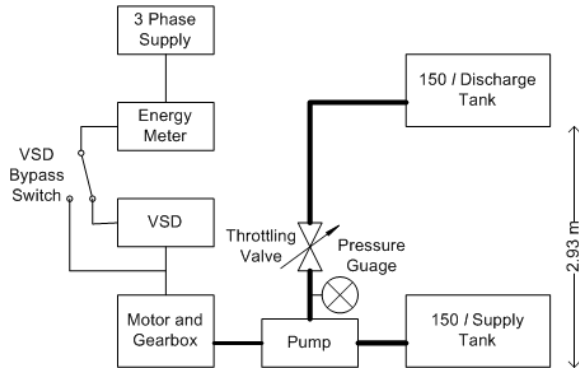 3 Phase
Supply
Energy
Meter
VSD
Bypass
Switch
VSD
Motor and
Gearbox
Pump
Throttling
Valve
Pressure
Guage
150 l Discharge
Tank
150 l Supply
Tank
2.93 m